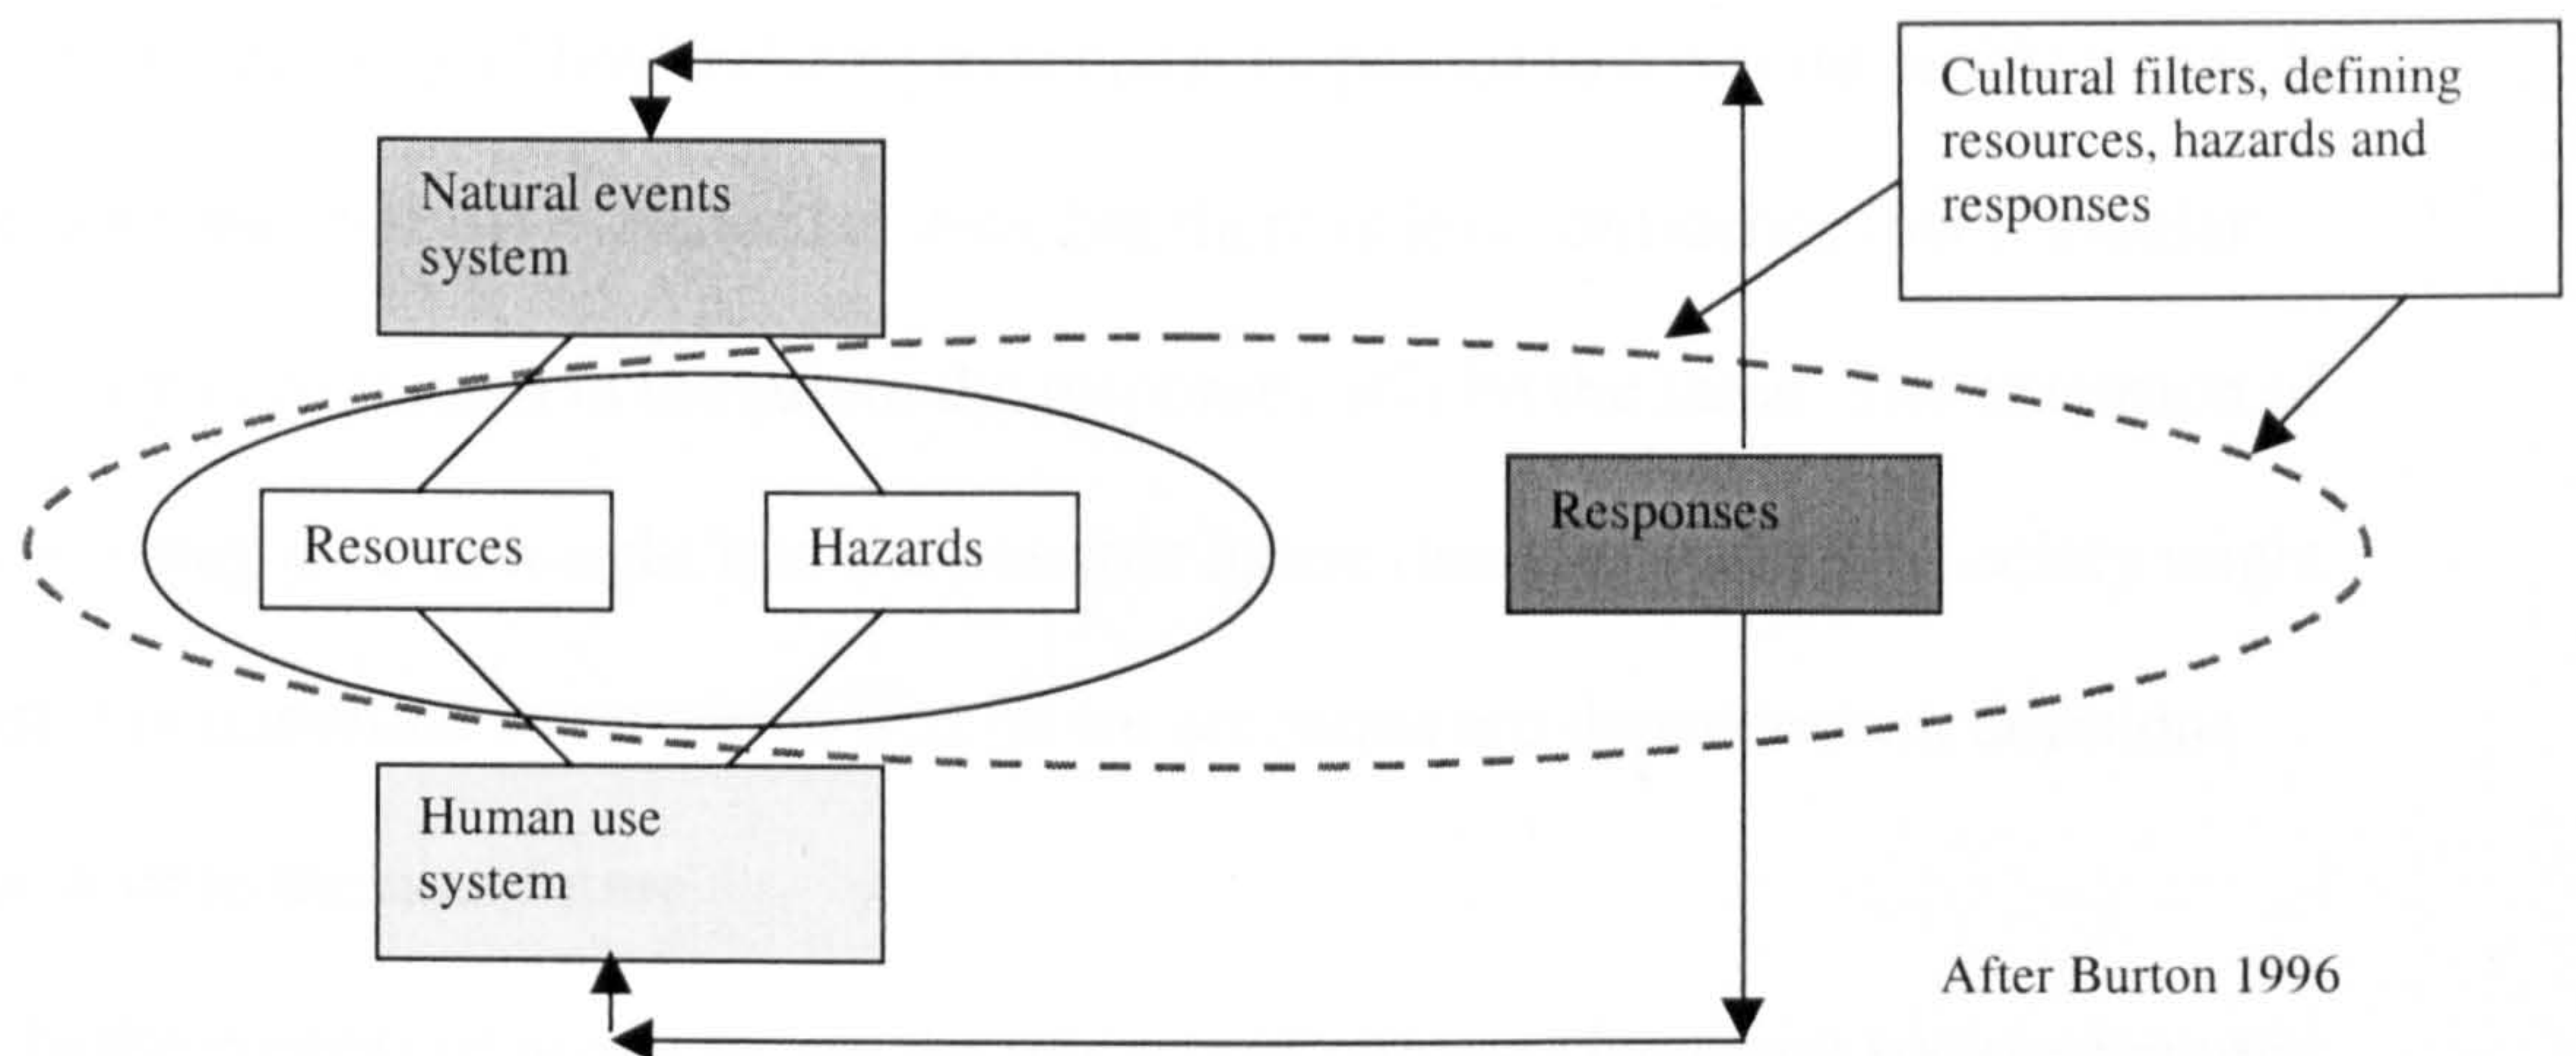 Cultural filters, defining
resources, hazards and
responses
Natural events
system
Resources
Hazards
Responses
Human use
system
After Burton 1996